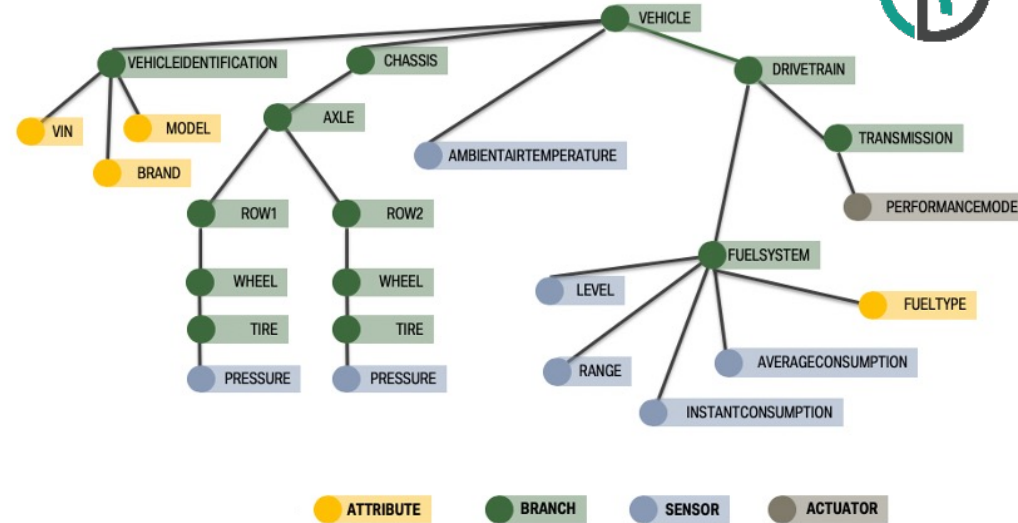 VEHICLE
VEHICLEIDENTIFICATION
CHASSIS
DRIVETRAIN
VIN
MODEL
BRAND
AXLE
AMBIENTAIRTEMPERATURE
TRANSMISSION
PERFORMANCEMODE
ROW1
ROW2
FUELSYSTEM
WHEEL
WHEEL
LEVEL
FUELTYPE
TIRE
TIRE
PRESSURE
PRESSURE
RANGE
AVERAGECONSUMPTION
INSTANTCONSUMPTION
ATTRIBUTE
BRANCH
SENSOR
ACTUATOR